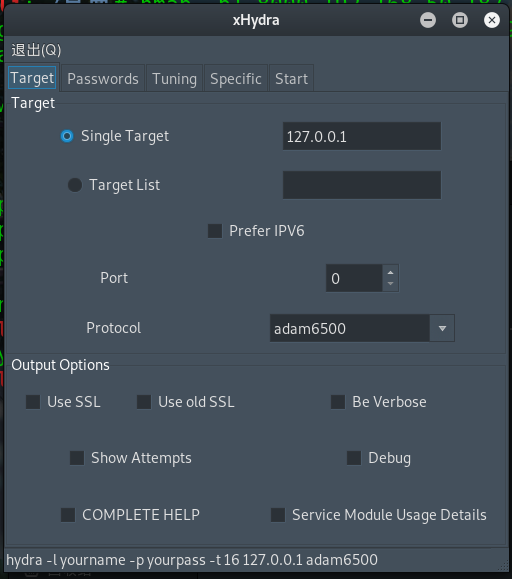 xHydra
退出(Q)
Target Passwords Tuning Specific Start
Target
Single Target 127.0.0.1
Target List
Prefer IPV6
Port 0
Protocol adam6500
Output Options
Use SSL Use old SSL Be Verbose
Show Attempts Debug
COMPLETE HELP Service Module Usage Details
hydra -l yourname -p yourpass -t 16 127.0.0.1 adam6500